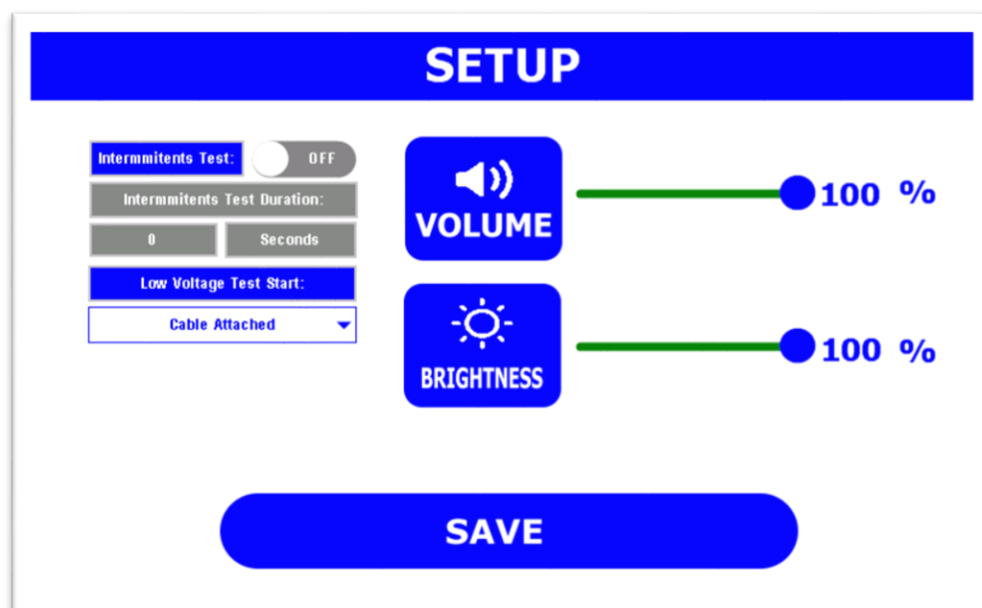 SETUP
Intermmitents Test:
OFF
Intermmitents Test Duration:
0 Seconds
Low Voltage Test Start:
Cable Attached
VOLUME
100 %
BRIGHTNESS
100 %
SAVE